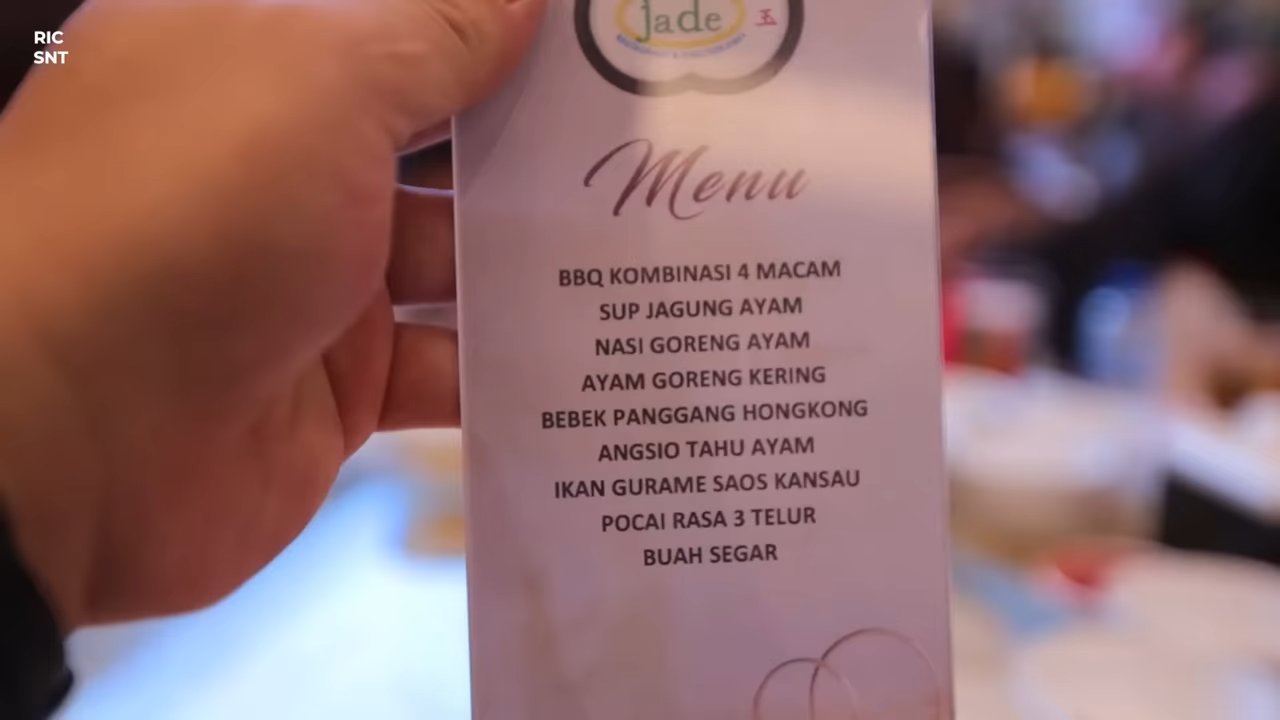 RIC
SNT
Jade
Menu
BBQ KOMBINASI 4 MACAM
SUP JAGUNG AYAM
NASI GORENG AYAM
AYAM GORENG KERING
BEBEK PANGGANG HONGKONG
ANGSIO TAHU AYAM
IKAN GURAME SAOS KANSAU
POCAI RASA 3 TELUR
BUAH SEGAR